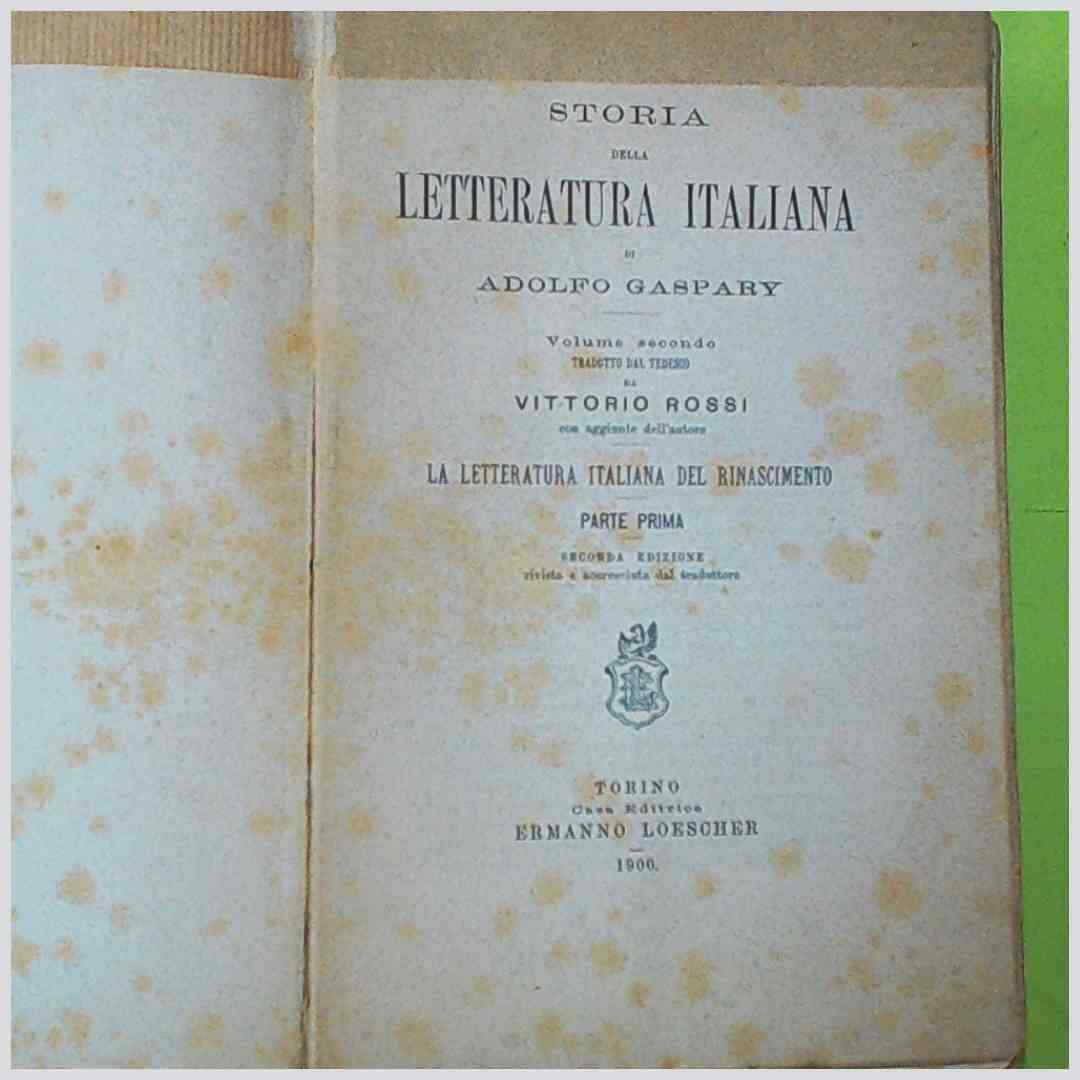 STORIA
DELLA
LETTERATURA ITALIANA
DI
ADOLFO GASPARY
Volume secondo
TRADOTTO DAL TEDESCO
DA
VITTORIO ROSSI
con aggiunte dell'autore
LA LETTERATURA ITALIANA DEL RINASCIMENTO
PARTE PRIMA
SECONDA EDIZIONE
rivista e accresciuta dal traduttore
TORINO
Casa Editrice
ERMANNO LOESCHER
1900.